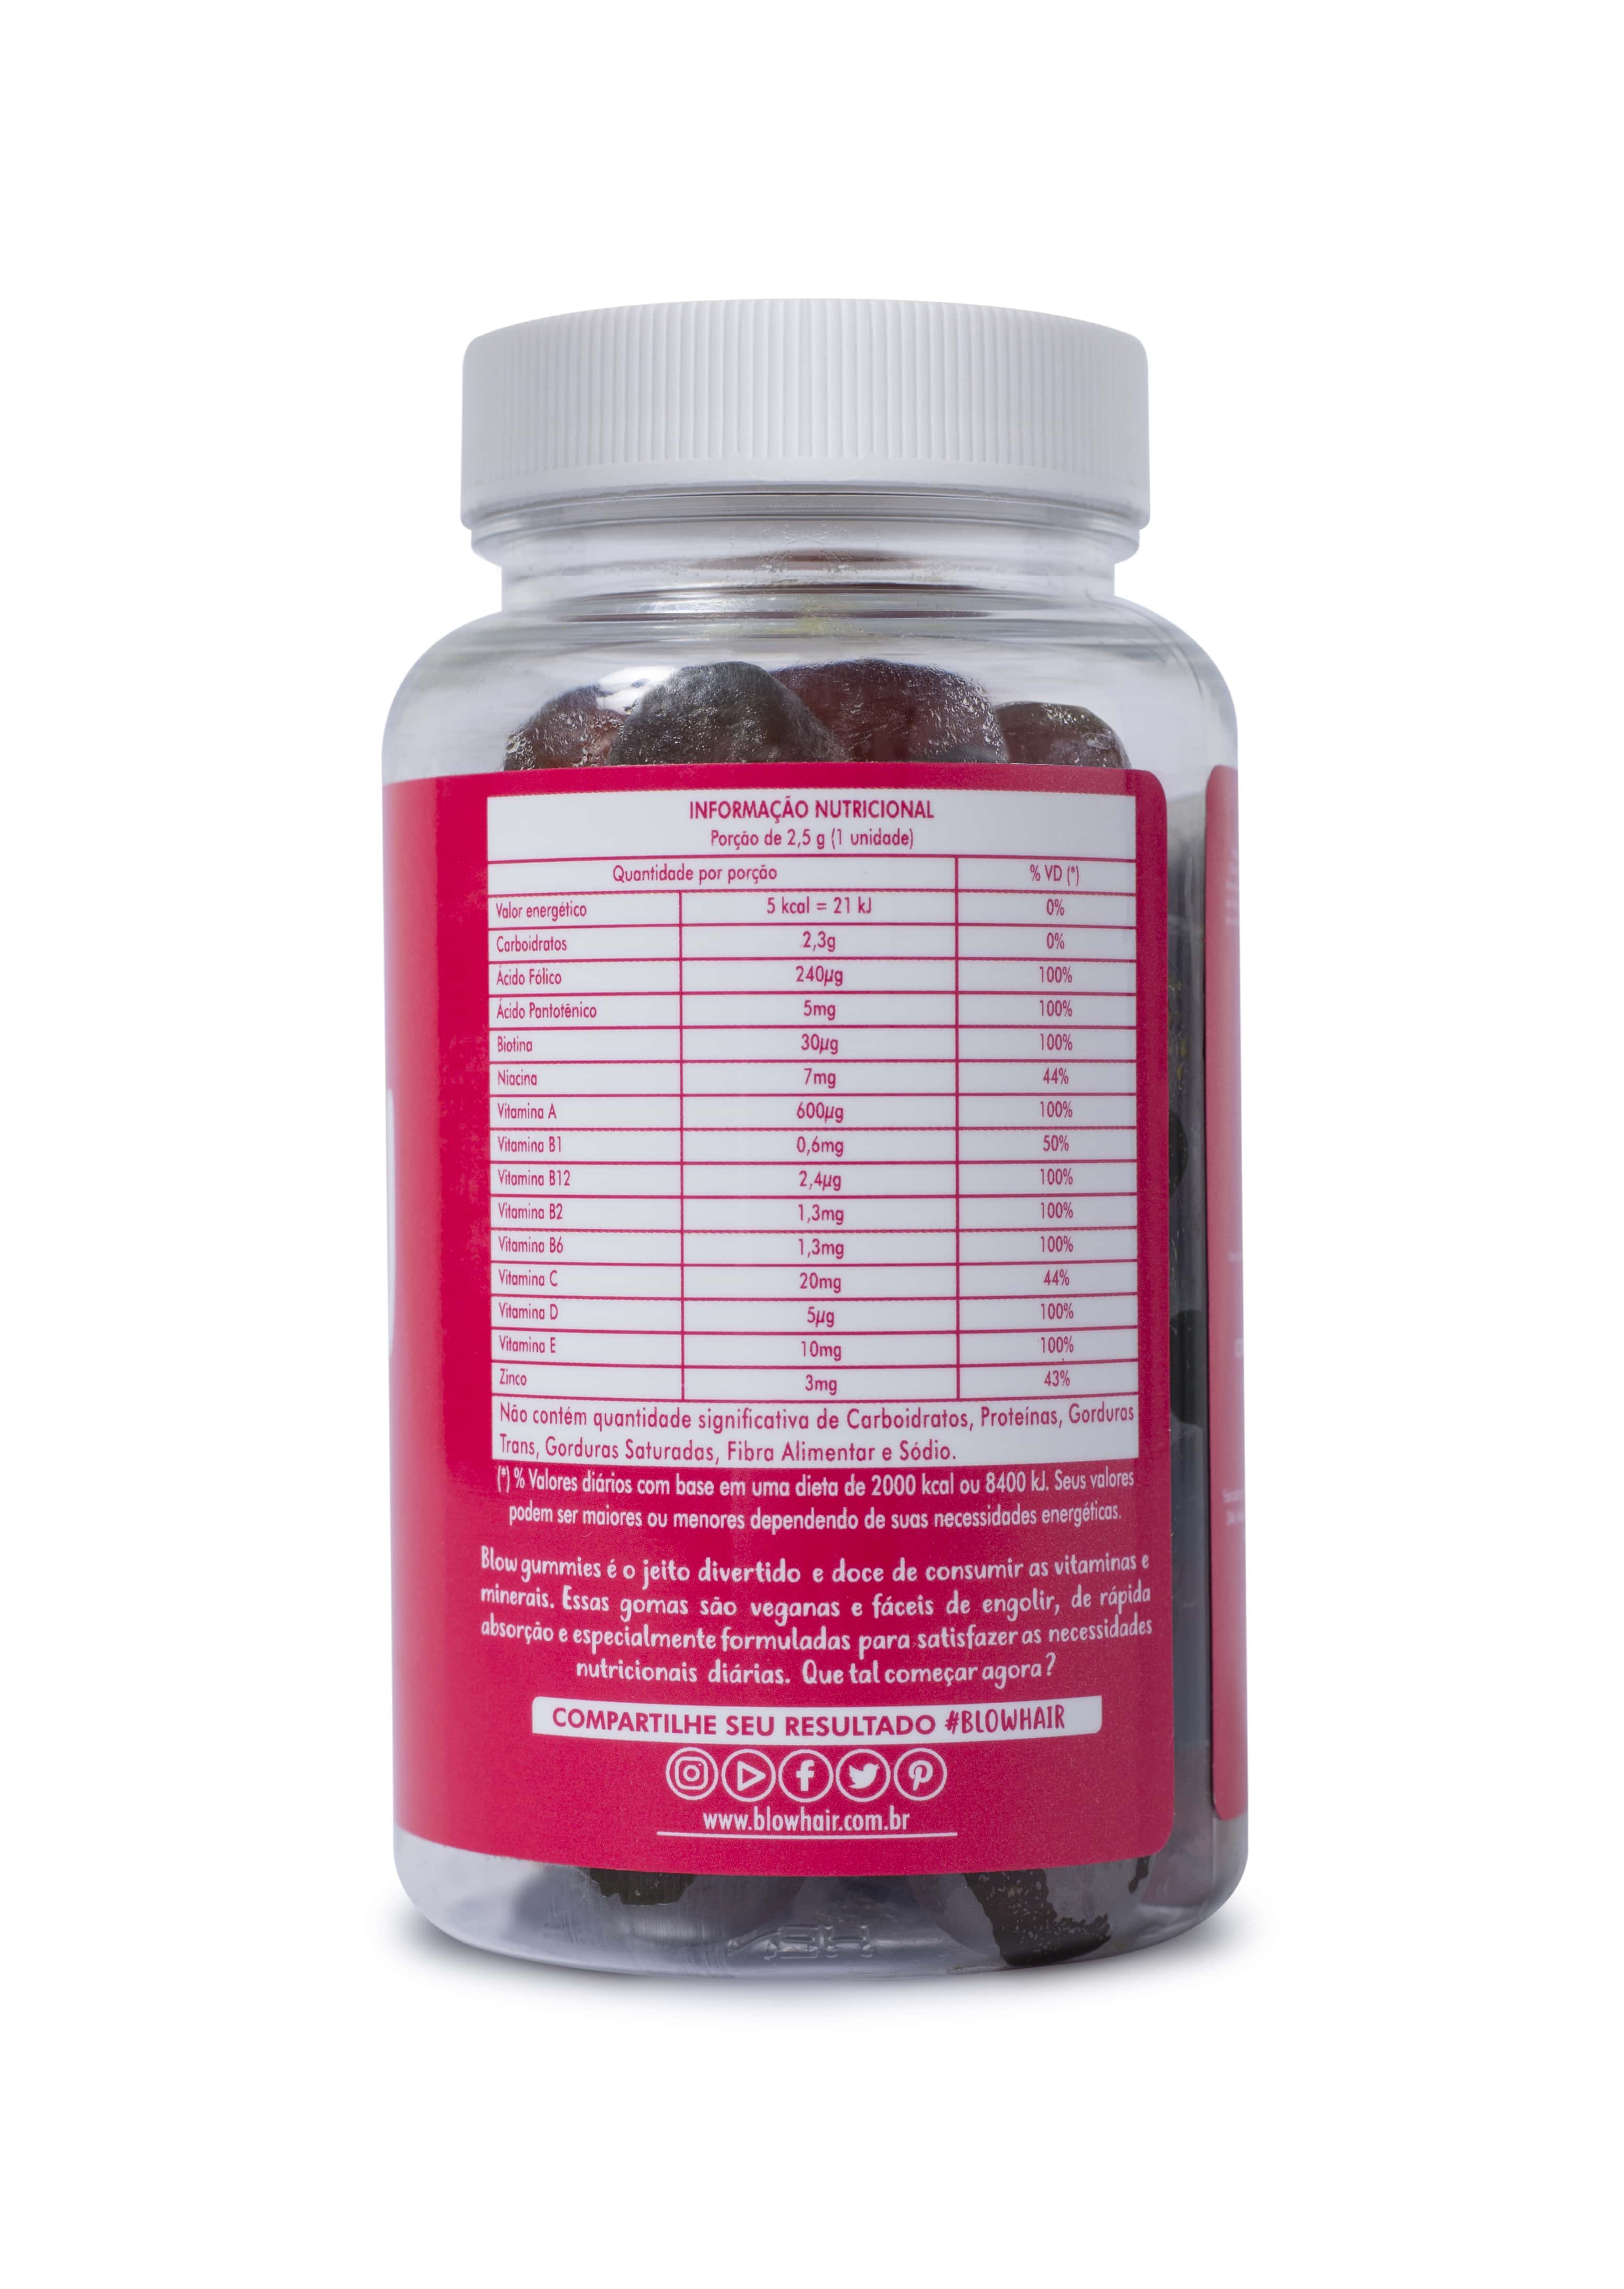 INFORMAÇÃO NUTRICIONAL
Porção de 2,5 g (1 unidade)
Quantidade por porção % VD (*)
Valor energético 5 kcal = 21 kJ 0%
Carboidratos 2,3g 0%
Ácido Fólico 240µg 100%
Ácido Pantotênico 5mg 100%
Biotina 30µg 100%
Niacina 7mg 44%
Vitamina A 600µg 100%
Vitamina B1 0,6mg 50%
Vitamina B12 2,4µg 100%
Vitamina B2 1,3mg 100%
Vitamina B6 1,3mg 100%
Vitamina C 20mg 44%
Vitamina D 5µg 100%
Vitamina E 10mg 100%
Zinco 3mg 43%
Não contém quantidade significativa de Carboidratos, Proteínas, Gorduras
Trans, Gorduras Saturadas, Fibra Alimentar e Sódio.
(*) % Valores diários com base em uma dieta de 2000 kcal ou 8400 kJ. Seus valores
podem ser maiores ou menores dependendo de suas necessidades energéticas.
Blow gummies é o jeito divertido e doce de consumir as vitaminas e
minerais. Essas gomas são veganas e fáceis de engolir, de rápida
absorção e especialmente formuladas para satisfazer as necessidades
nutricionais diárias. Que tal começar agora?
COMPARTILHE SEU RESULTADO #BLOWHAIR
www.blowhair.com.br